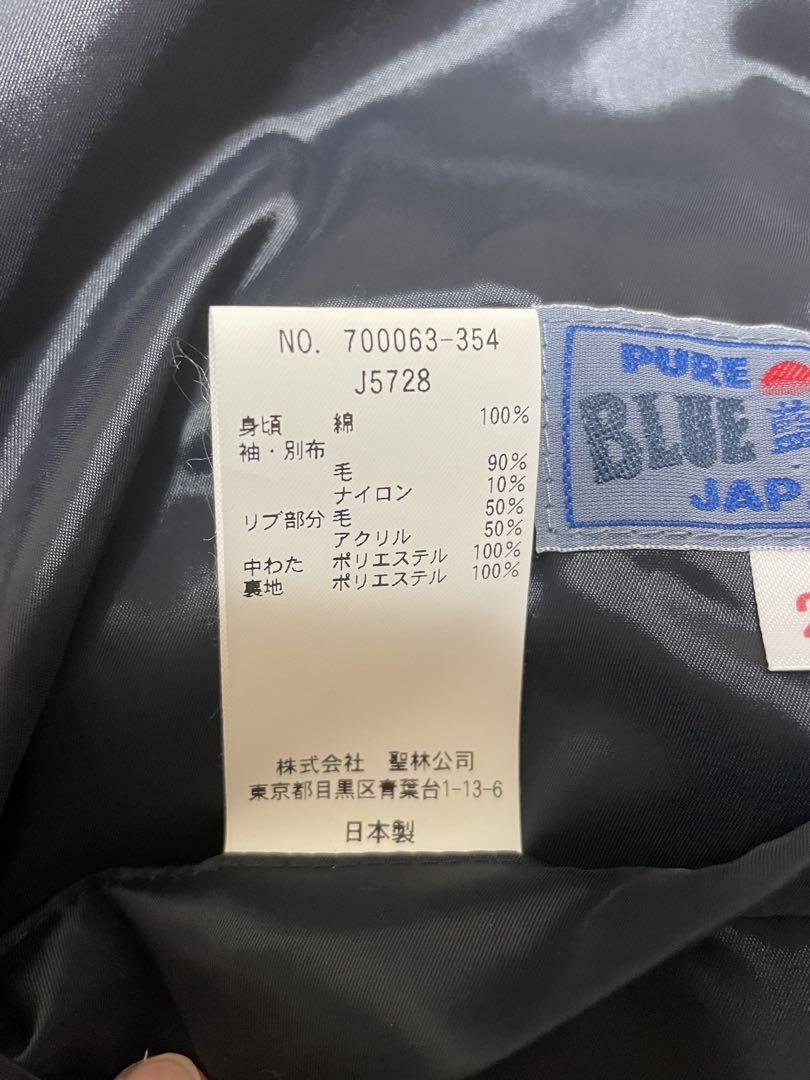 NO. 700063-354
J5728
身頃 綿 100%
袖・別布
毛 90%
ナイロン 10%
リブ部分 毛 50%
アクリル 50%
中わた ポリエステル 100%
裏地 ポリエステル 100%
株式会社 聖林公司
東京都目黒区青葉台1-13-6
日本製
PURE
BLUE 藍
JAP